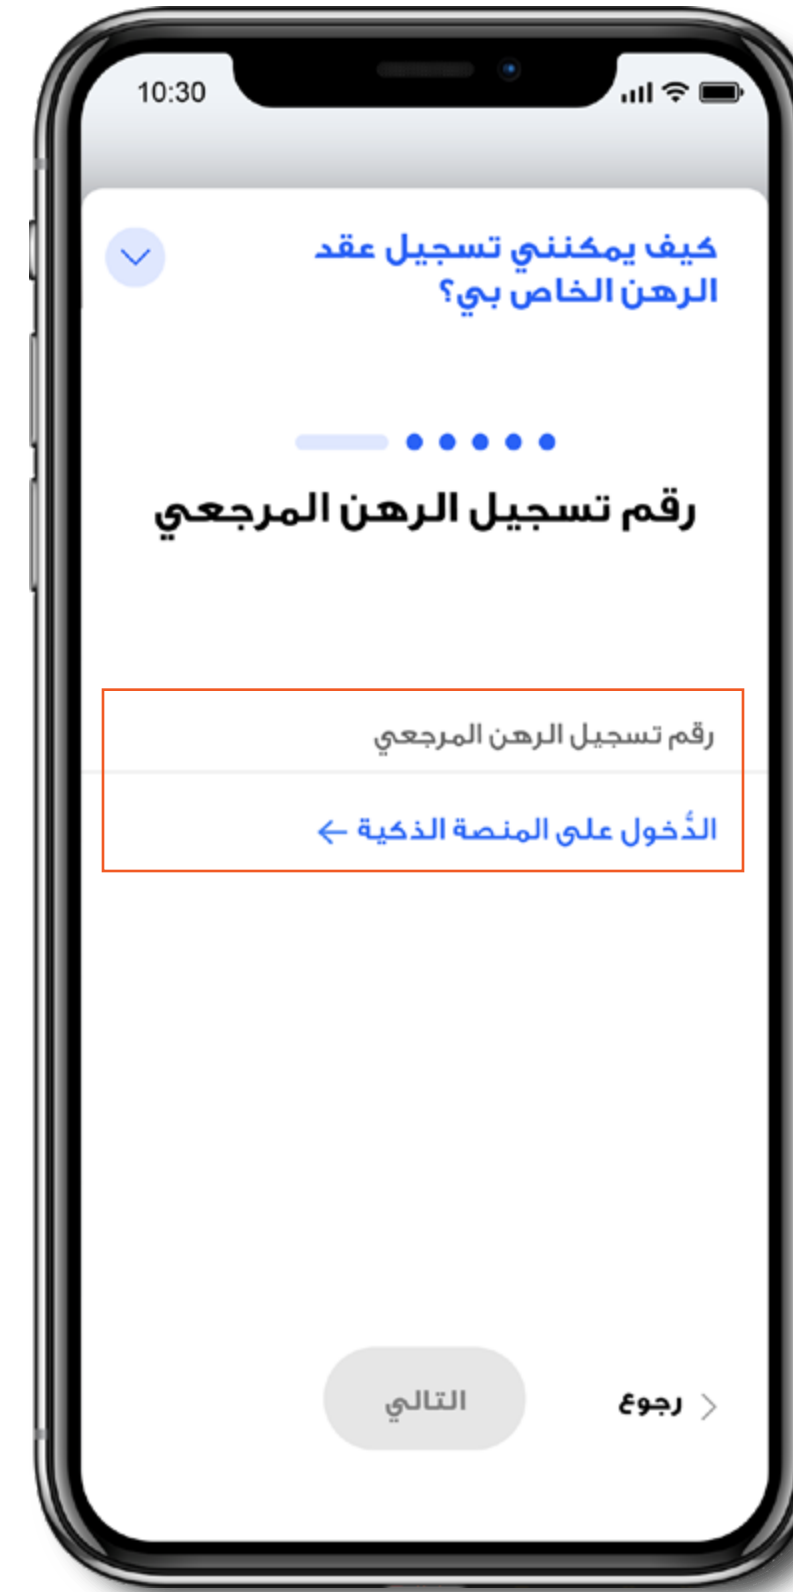 10:30
كيف يمكنني تسجيل عقد
الرهن الخاص بي؟
رقم تسجيل الرهن المرجعي
رقم تسجيل الرهن المرجعي
الدُّخول على المنصة الذكية ←
رجوع
التالي